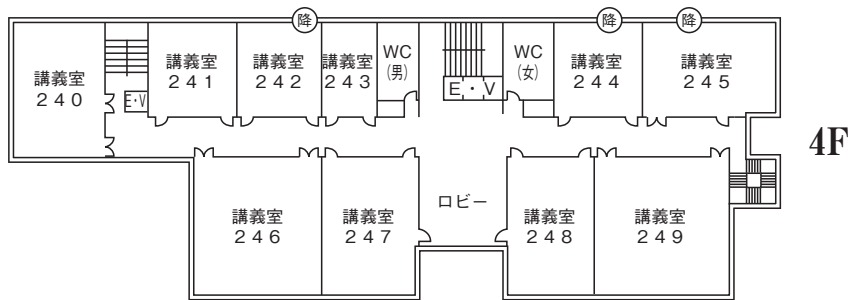 降
降
降
講義室
２４０
E・V
講義室
２４１
講義室
２４２
講義室
２４３
WC
(男)
E・V
WC
(女)
講義室
２４４
講義室
２４５
4F
講義室
２４６
講義室
２４７
ロビー
講義室
２４８
講義室
２４９